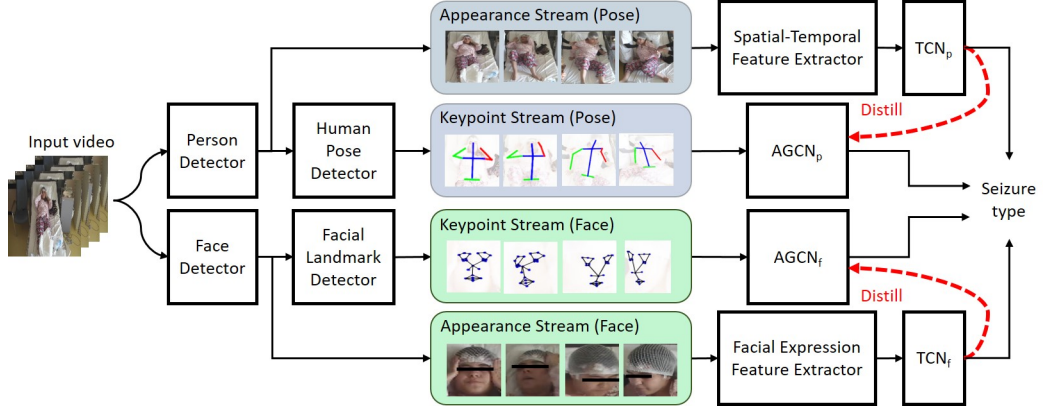 Input video
Person
Detector
Face
Detector
Human
Pose
Detector
Facial
Landmark
Detector
Appearance Stream (Pose)
Keypoint Stream (Pose)
Keypoint Stream (Face)
Appearance Stream (Face)
Spatial-Temporal
Feature Extractor
TCNp
Distill
AGCNp
AGCNf
Distill
Facial Expression
Feature Extractor
TCNf
Seizure
type